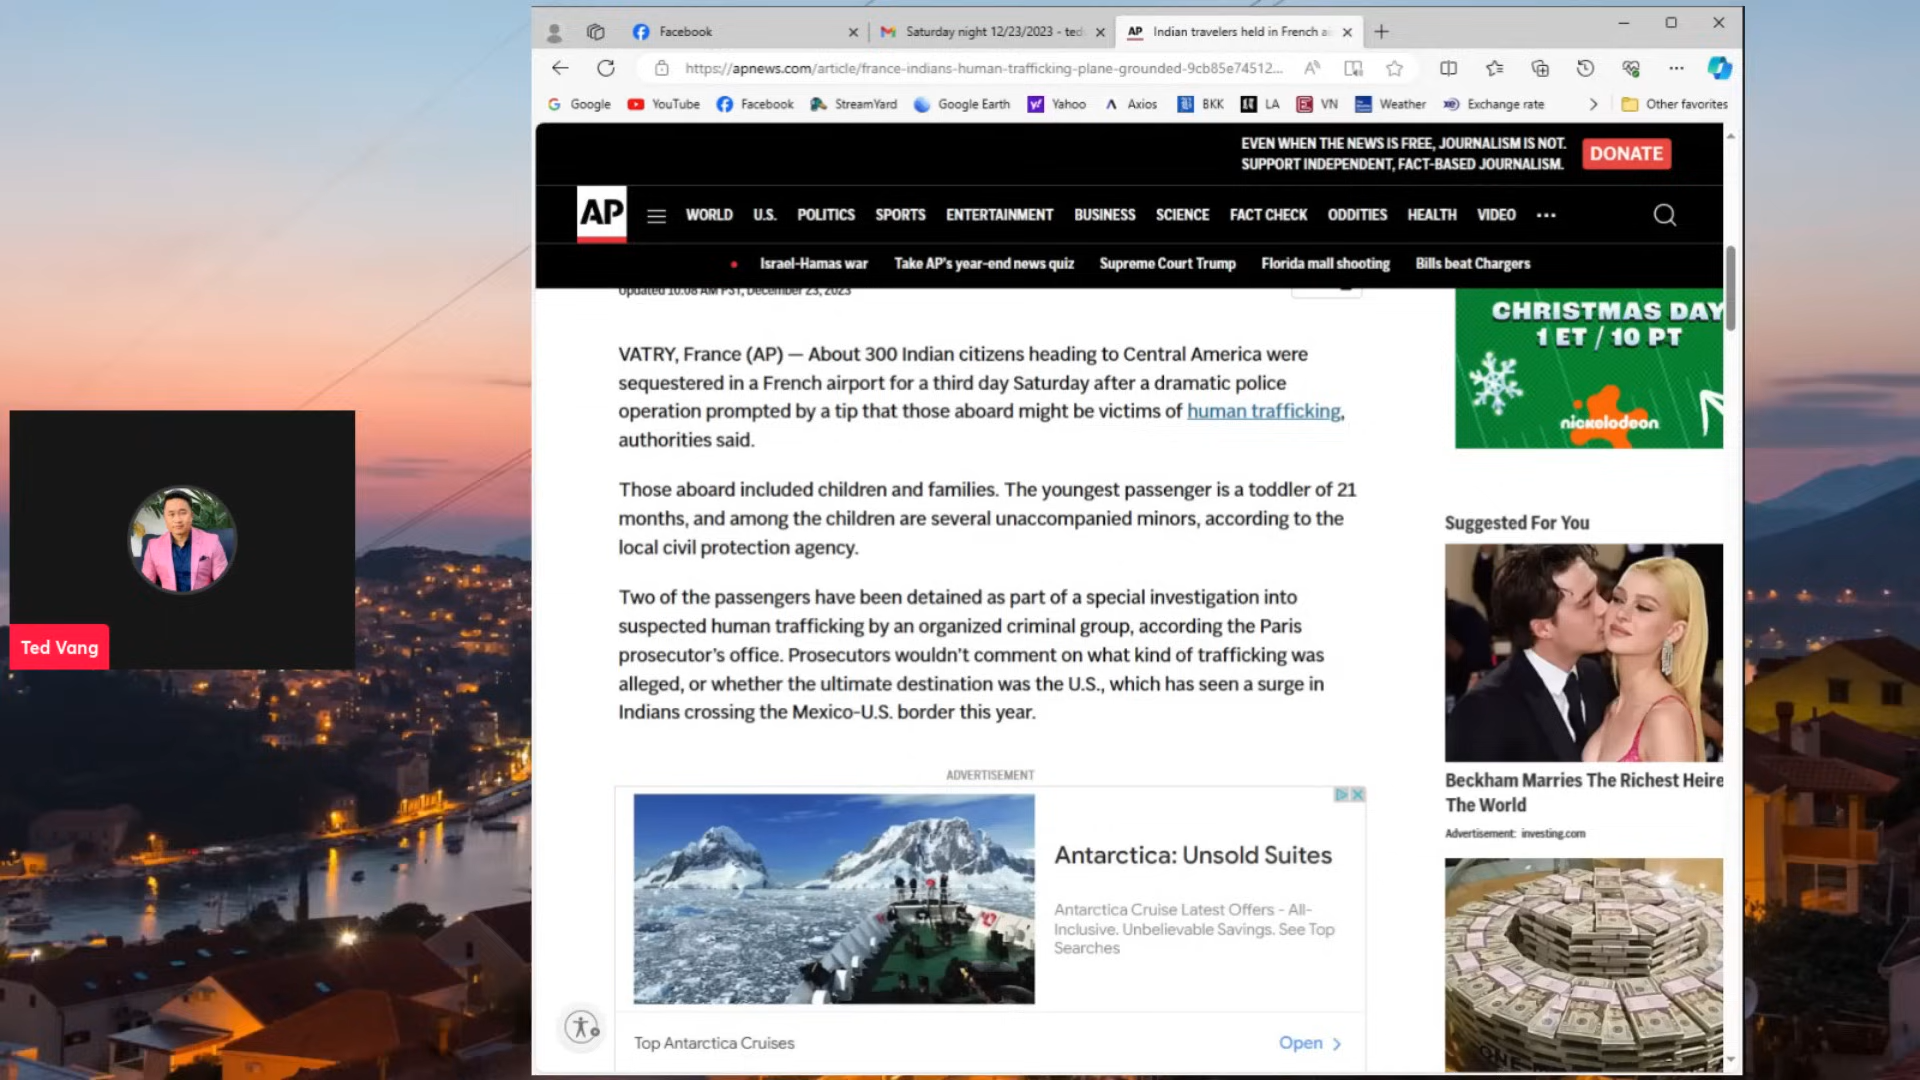 Facebook
Saturday night 12/23/2023 - ted
AP Indian travelers held in French a
https://apnews.com/article/france-indians-human-trafficking-plane-grounded-9cb85e74512...
Google YouTube Facebook StreamYard Google Earth Yahoo Axios BKK LA VN Weather Exchange rate Other favorites
EVEN WHEN THE NEWS IS FREE, JOURNALISM IS NOT.
SUPPORT INDEPENDENT, FACT-BASED JOURNALISM.
DONATE
AP WORLD U.S. POLITICS SPORTS ENTERTAINMENT BUSINESS SCIENCE FACT CHECK ODDITIES HEALTH VIDEO
Israel-Hamas war Take AP's year-end news quiz Supreme Court Trump Florida mall shooting Bills beat Chargers
Updated 10:08 AM PST, December 23, 2023
VATRY, France (AP) — About 300 Indian citizens heading to Central America were
sequestered in a French airport for a third day Saturday after a dramatic police
operation prompted by a tip that those aboard might be victims of human trafficking,
authorities said.
Those aboard included children and families. The youngest passenger is a toddler of 21
months, and among the children are several unaccompanied minors, according to the
local civil protection agency.
Two of the passengers have been detained as part of a special investigation into
suspected human trafficking by an organized criminal group, according the Paris
prosecutor's office. Prosecutors wouldn't comment on what kind of trafficking was
alleged, or whether the ultimate destination was the U.S., which has seen a surge in
Indians crossing the Mexico-U.S. border this year.
ADVERTISEMENT
Antarctica: Unsold Suites
Antarctica Cruise Latest Offers - All-
Inclusive. Unbelievable Savings. See Top
Searches
Top Antarctica Cruises
Open
CHRISTMAS DAY
1 ET / 10 PT
nickelodeon
Suggested For You
Beckham Marries The Richest Heire
The World
Advertisement: investing.com
Ted Vang